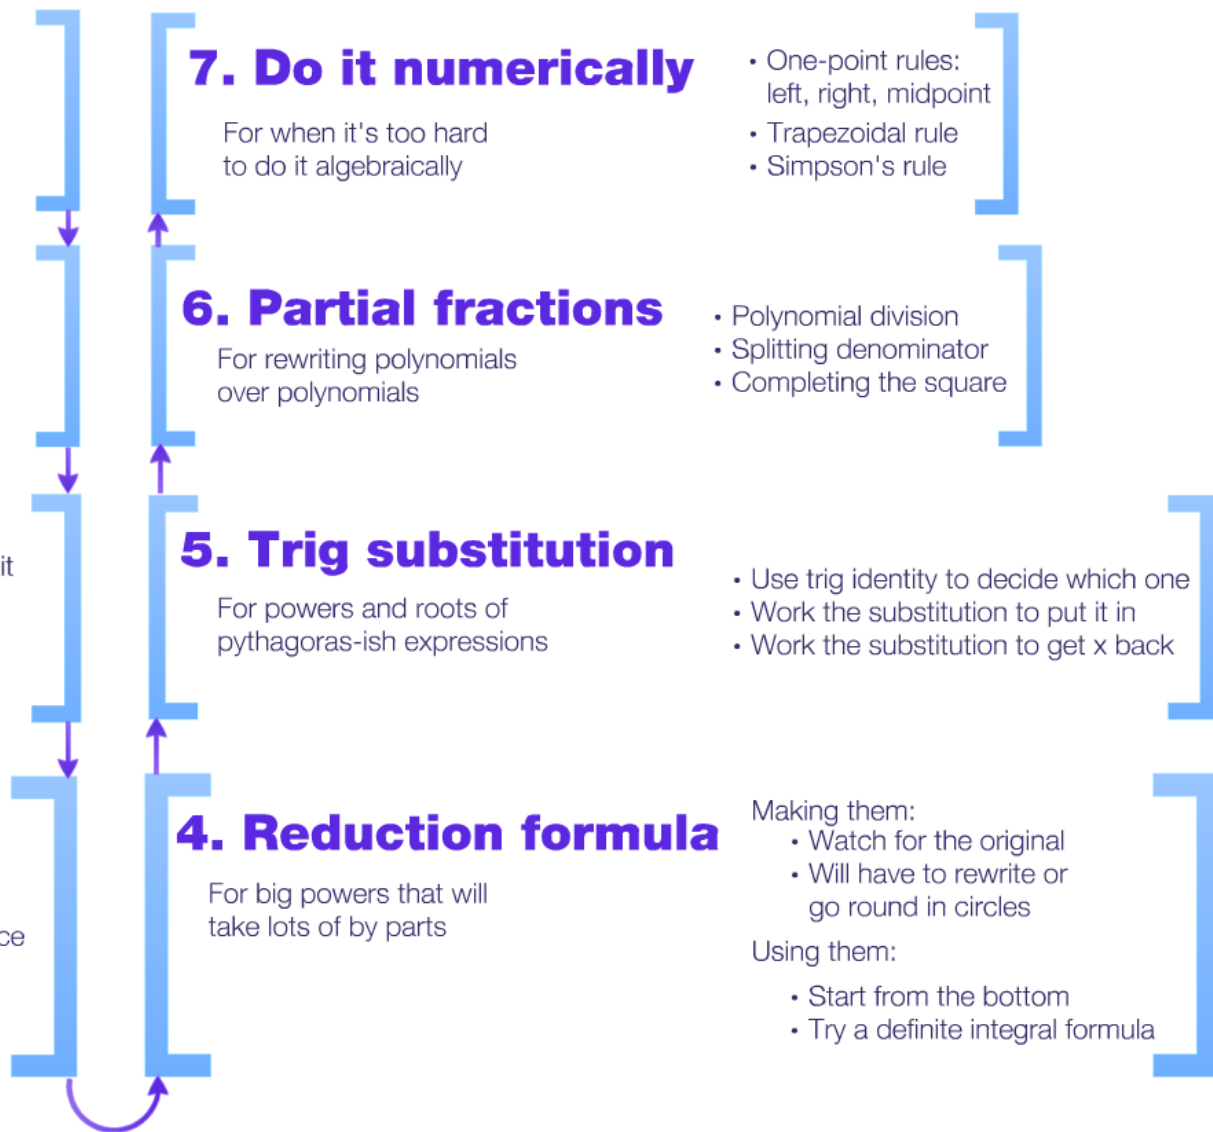 7. Do it numerically
For when it's too hard
to do it algebraically
• One-point rules:
left, right, midpoint
• Trapezoidal rule
• Simpson's rule
6. Partial fractions
For rewriting polynomials
over polynomials
• Polynomial division
• Splitting denominator
• Completing the square
it
5. Trig substitution
For powers and roots of
pythagoras-ish expressions
• Use trig identity to decide which one
• Work the substitution to put it in
• Work the substitution to get x back
4. Reduction formula
For big powers that will
take lots of by parts
Making them:
• Watch for the original
• Will have to rewrite or
go round in circles
Using them:
• Start from the bottom
• Try a definite integral formula
ce